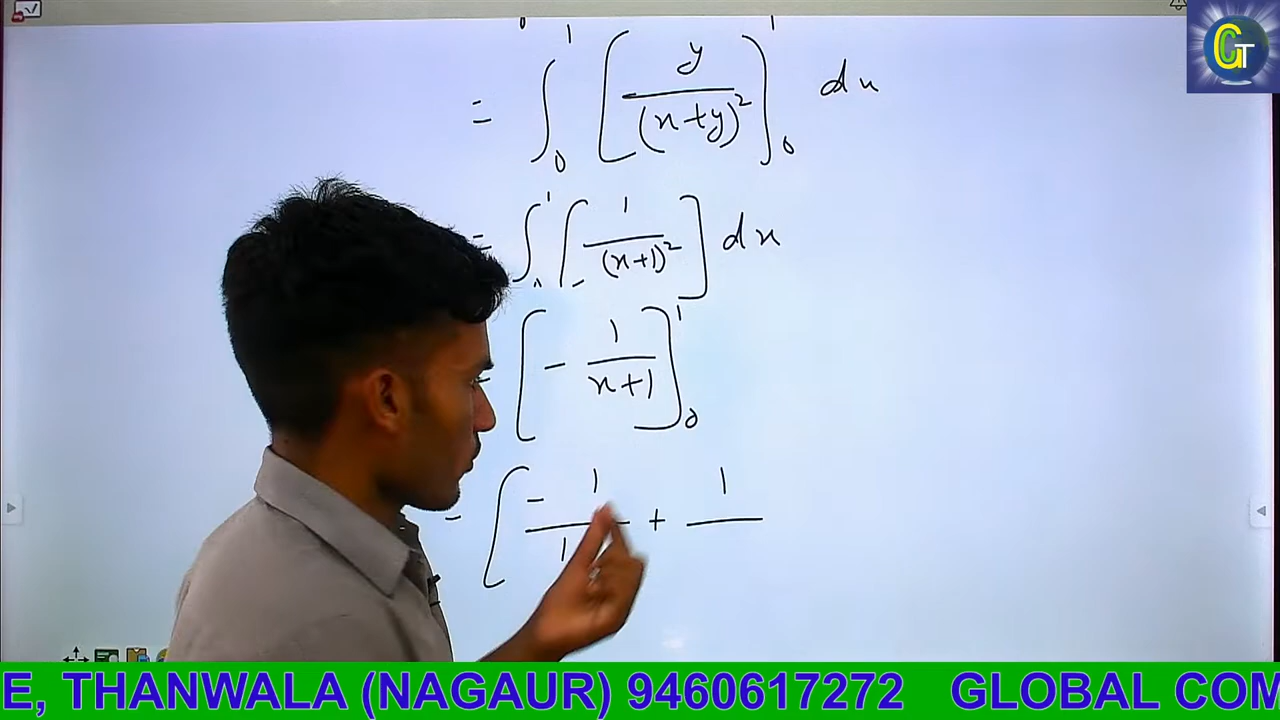 GT
= ∫₀¹ [ y / (x+y)² ]₀¹ dx
= ∫₀¹ [ 1 / (x+1)² ] dx
[ - 1 / x+1 ]₀¹
= [ - 1 / 1 + 1 /
E, THANWALA (NAGAUR) 9460617272 GLOBAL COM